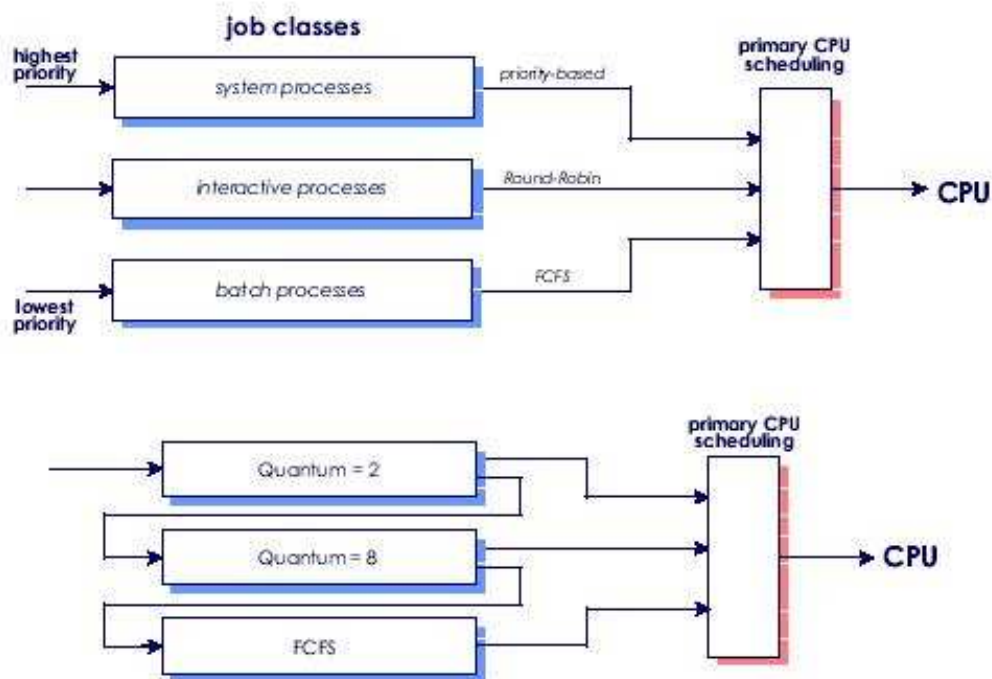 job classes
highest
priority
system processes
priority-based
primary CPU
scheduling
interactive processes
Round-Robin
CPU
batch processes
FCFS
lowest
priority
primary CPU
scheduling
Quantum = 2
Quantum = 8
CPU
FCFS